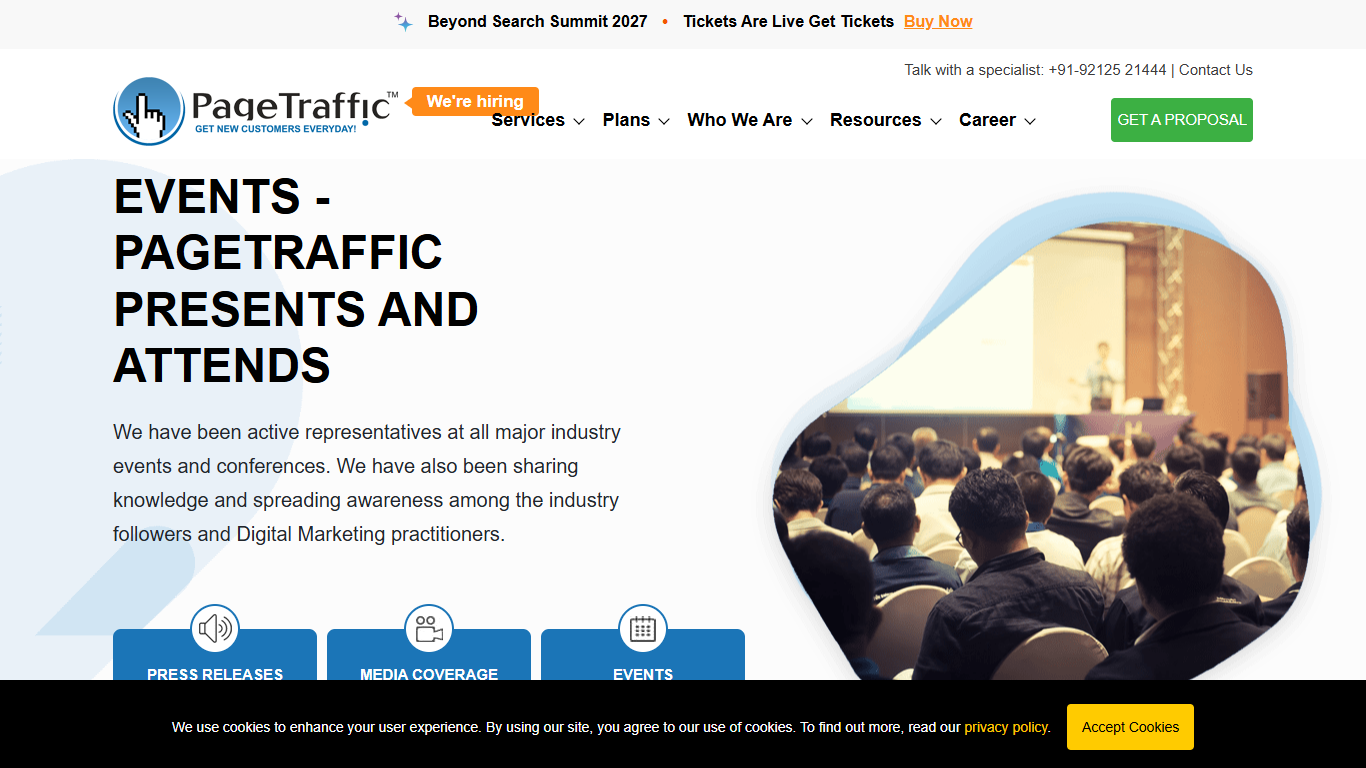 Beyond Search Summit 2027 • Tickets Are Live Get Tickets Buy Now
Talk with a specialist: +91-92125 21444 | Contact Us
PageTraffic™
GET NEW CUSTOMERS EVERYDAY!
We're hiring
Services
Plans
Who We Are
Resources
Career
GET A PROPOSAL
EVENTS -
PAGETRAFFIC
PRESENTS AND
ATTENDS
We have been active representatives at all major industry
events and conferences. We have also been sharing
knowledge and spreading awareness among the industry
followers and Digital Marketing practitioners.
PRESS RELEASES
MEDIA COVERAGE
EVENTS
We use cookies to enhance your user experience. By using our site, you agree to our use of cookies. To find out more, read our privacy policy.
Accept Cookies